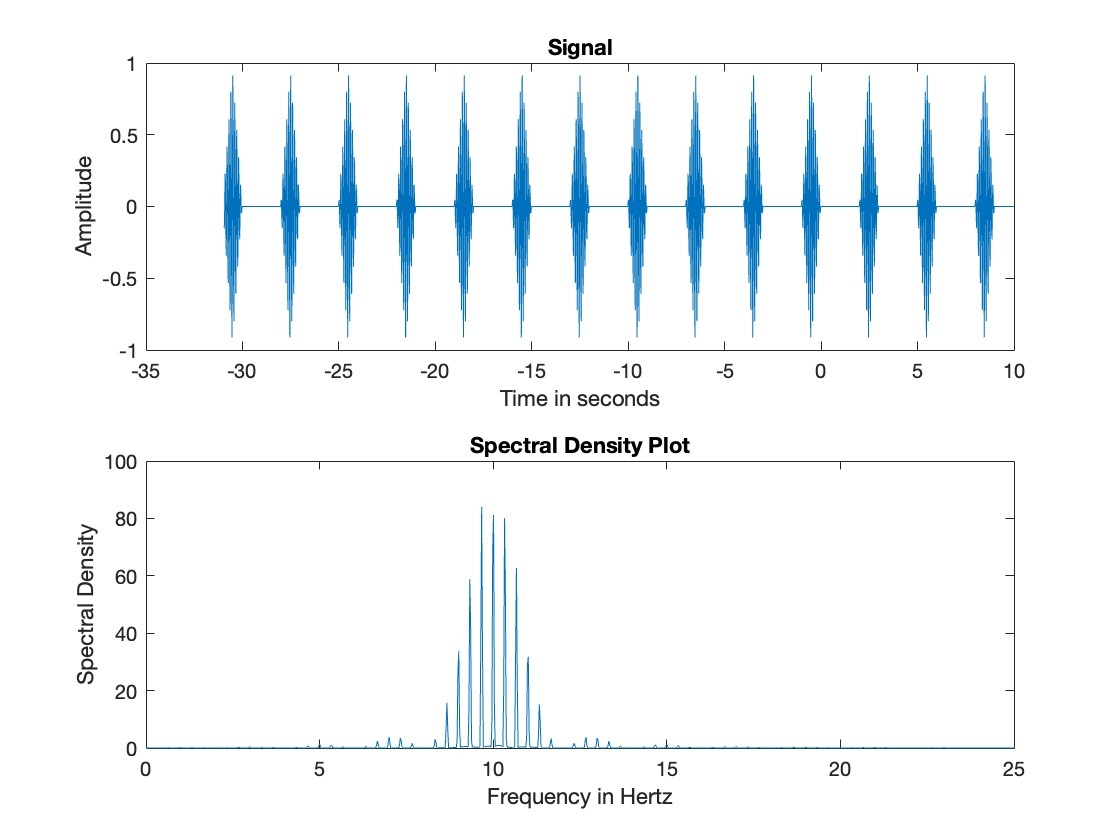 Signal
1
0.5
0
-0.5
-1
Amplitude
-35 -30 -25 -20 -15 -10 -5 0 5 10
Time in seconds
Spectral Density Plot
100
80
60
40
20
0
Spectral Density
0 5 10 15 20 25
Frequency in Hertz